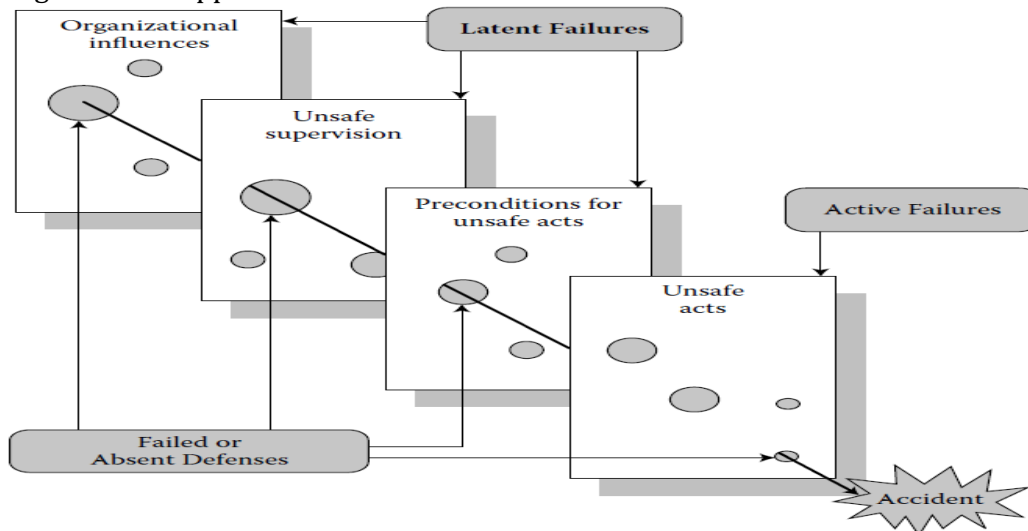 Organizational
influences
Latent Failures
Unsafe
supervision
Preconditions for
unsafe acts
Active Failures
Unsafe
acts
Failed or
Absent Defenses
Accident